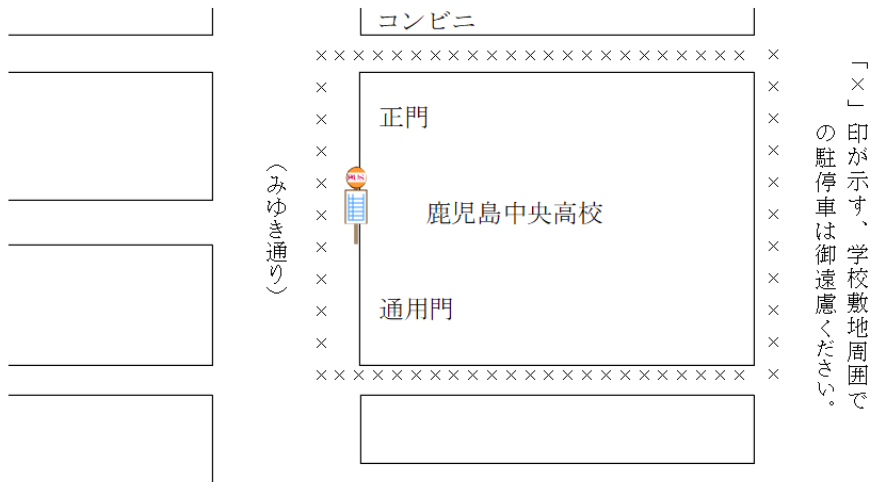 コンビニ
正門
鹿児島中央高校
通用門
（みゆき通り）
「×」印が示す、学校敷地周囲で
の駐停車は御遠慮ください。
BUS